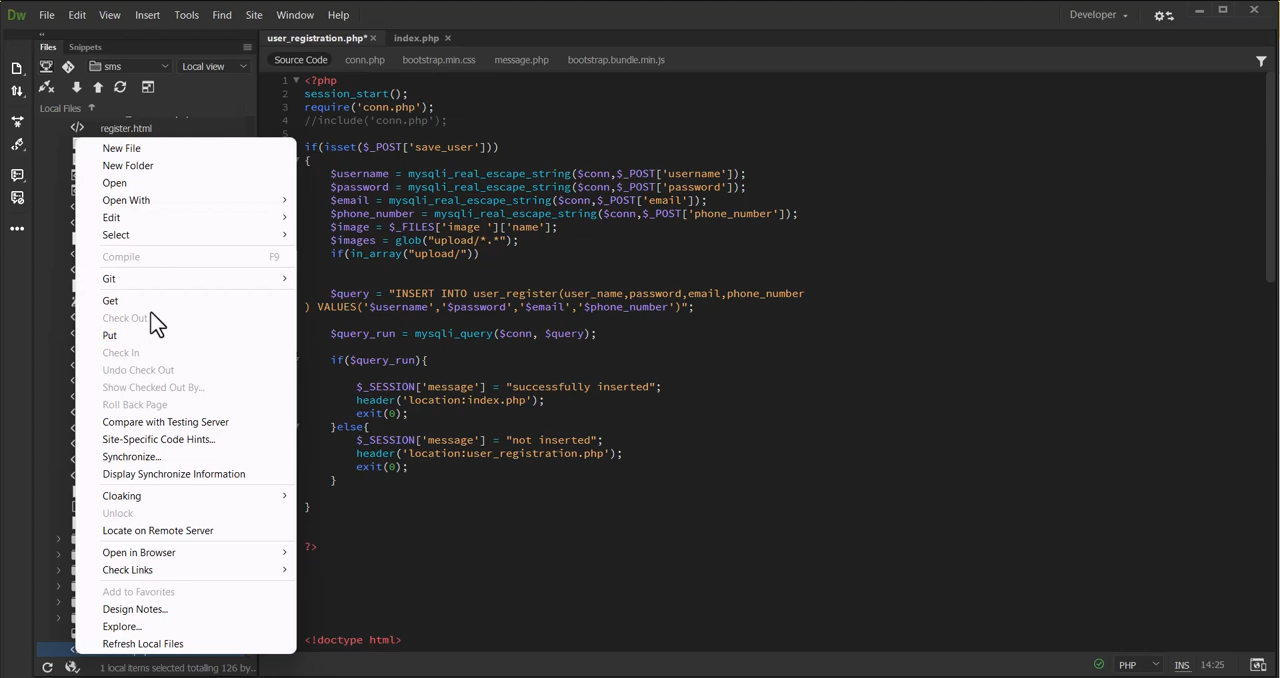 Dw File Edit View Insert Tools Find Site Window Help Developer
Files Snippets
user_registration.php* index.php
sms Local view
Source Code conn.php bootstrap.min.css message.php bootstrap.bundle.min.js
Local Files
register.html
New File
New Folder
Open
Open With
Edit
Select
Compile F9
Git
Get
Check Out
Put
Check In
Undo Check Out
Show Checked Out By...
Roll Back Page
Compare with Testing Server
Site-Specific Code Hints...
Synchronize...
Display Synchronize Information
Cloaking
Unlock
Locate on Remote Server
Open in Browser
Check Links
Add to Favorites
Design Notes...
Explore...
Refresh Local Files
1 local items selected totalling 126 by...
1 <?php
2 session_start();
3 require('conn.php');
4 //include('conn.php');
5
if(isset($_POST['save_user']))
{
$username = mysqli_real_escape_string($conn,$_POST['username']);
$password = mysqli_real_escape_string($conn,$_POST['password']);
$email = mysqli_real_escape_string($conn,$_POST['email']);
$phone_number = mysqli_real_escape_string($conn,$_POST['phone_number']);
$image = $_FILES['image ']['name'];
$images = glob("upload/*.*");
if(in_array("upload/"))
$query = "INSERT INTO user_register(user_name,password,email,phone_number
) VALUES('$username','$password','$email','$phone_number')";
$query_run = mysqli_query($conn, $query);
if($query_run){
$_SESSION['message'] = "successfully inserted";
header('location:index.php');
exit(0);
}else{
$_SESSION['message'] = "not inserted";
header('location:user_registration.php');
exit(0);
}
}
?>
<!doctype html>
PHP INS 14:25